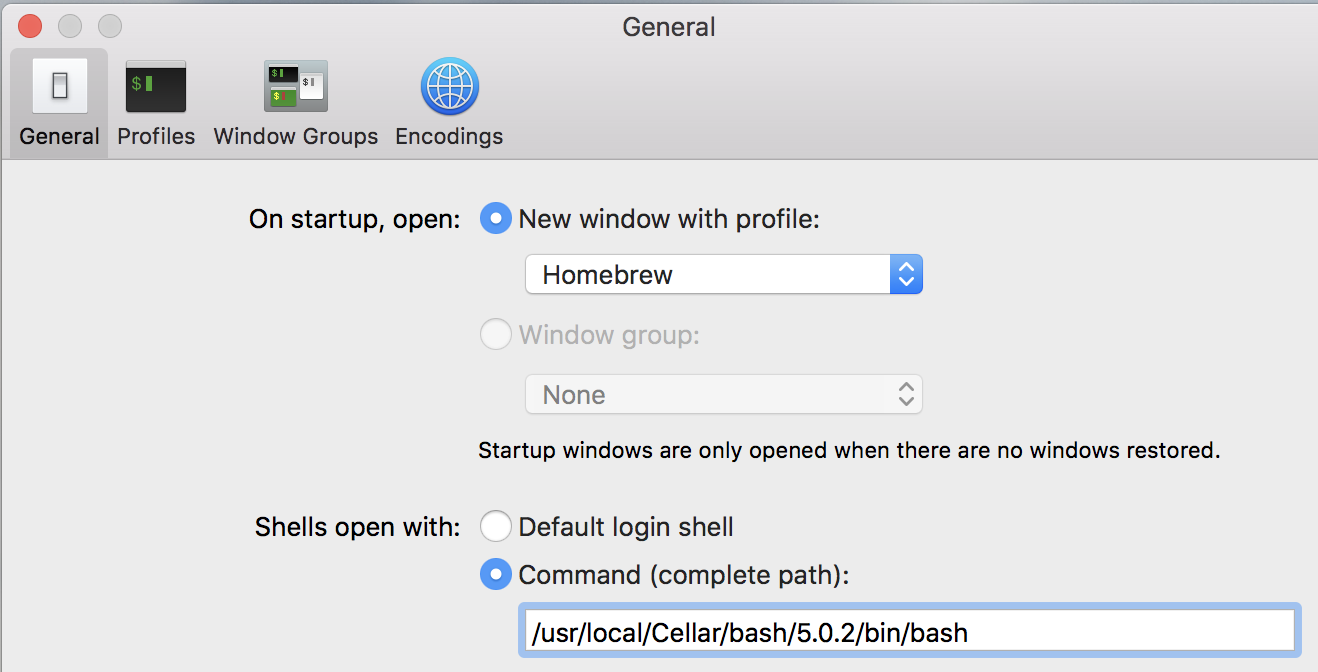 General
General Profiles Window Groups Encodings
On startup, open: New window with profile:
Homebrew
Window group:
None
Startup windows are only opened when there are no windows restored.
Shells open with: Default login shell
Command (complete path):
/usr/local/Cellar/bash/5.0.2/bin/bash